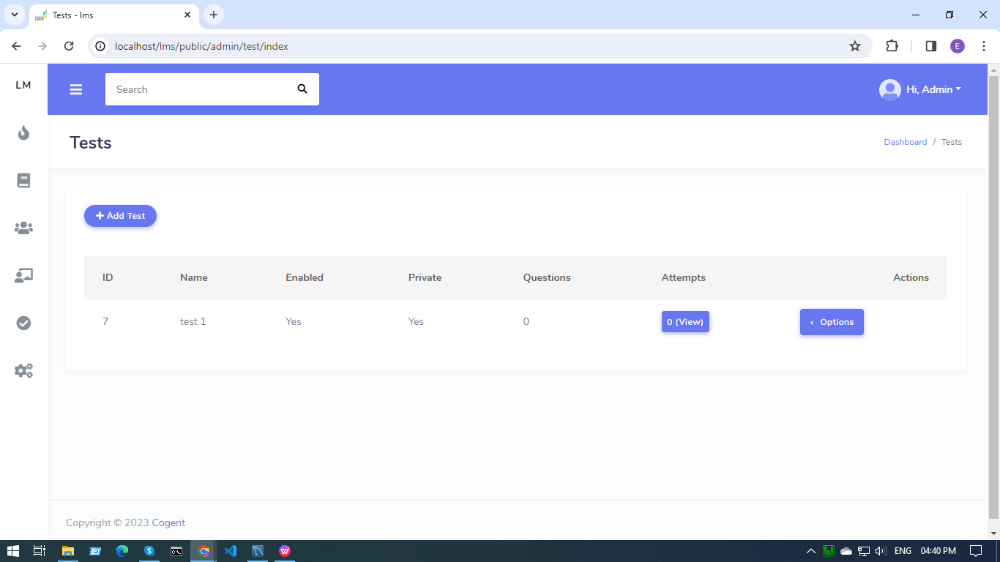 Tests - lms
localhost/lms/public/admin/test/index
E
LM
Search
Hi, Admin
Tests
Dashboard / Tests
Add Test
ID Name Enabled Private Questions Attempts Actions
7 test 1 Yes Yes 0 0 (View) Options
Copyright © 2023 Cogent
ENG 04:40 PM